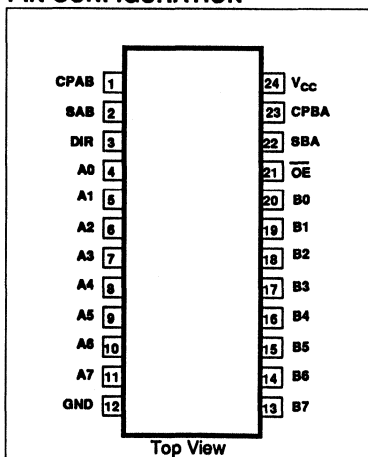 CPAB 1 24 VCC
SAB 2 23 CPBA
DIR 3 22 SBA
A0 4 21 OE
A1 5 20 B0
A2 6 19 B1
A3 7 18 B2
A4 8 17 B3
A5 9 16 B4
A6 10 15 B5
A7 11 14 B6
GND 12 13 B7
Top View